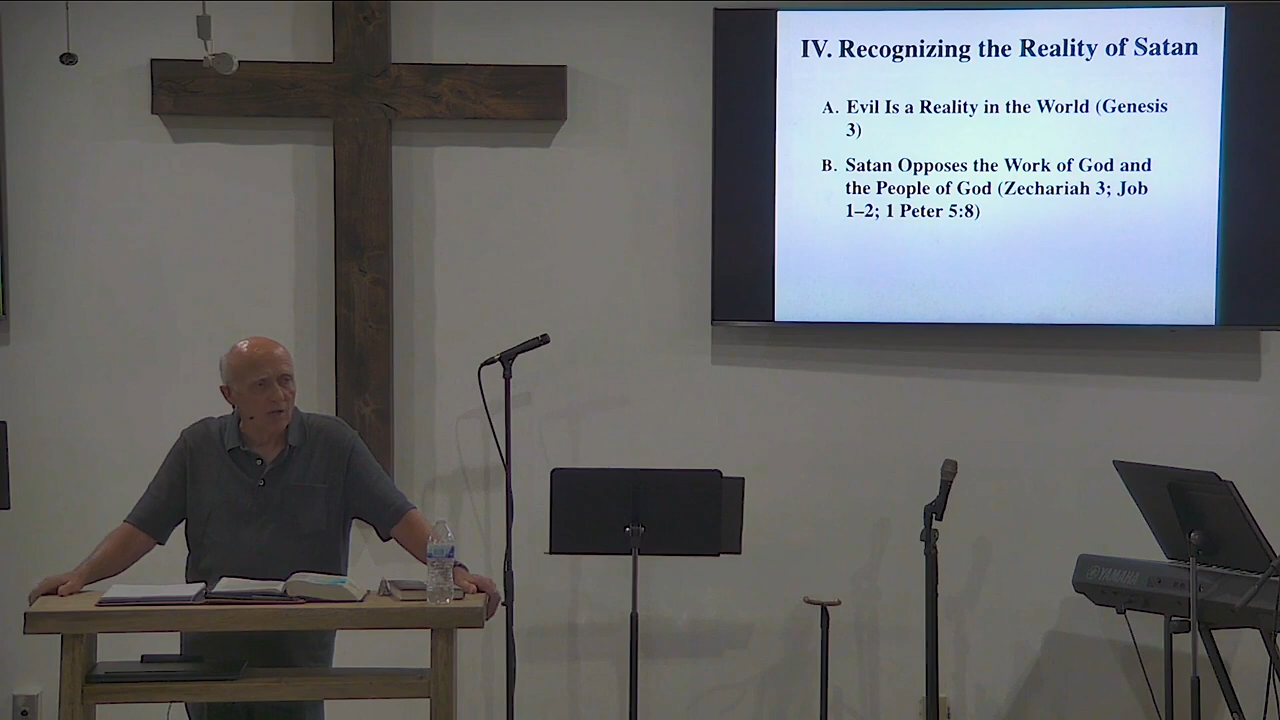 IV. Recognizing the Reality of Satan
A. Evil Is a Reality in the World (Genesis
3)
B. Satan Opposes the Work of God and
the People of God (Zechariah 3; Job
1–2; 1 Peter 5:8)
YAMAHA